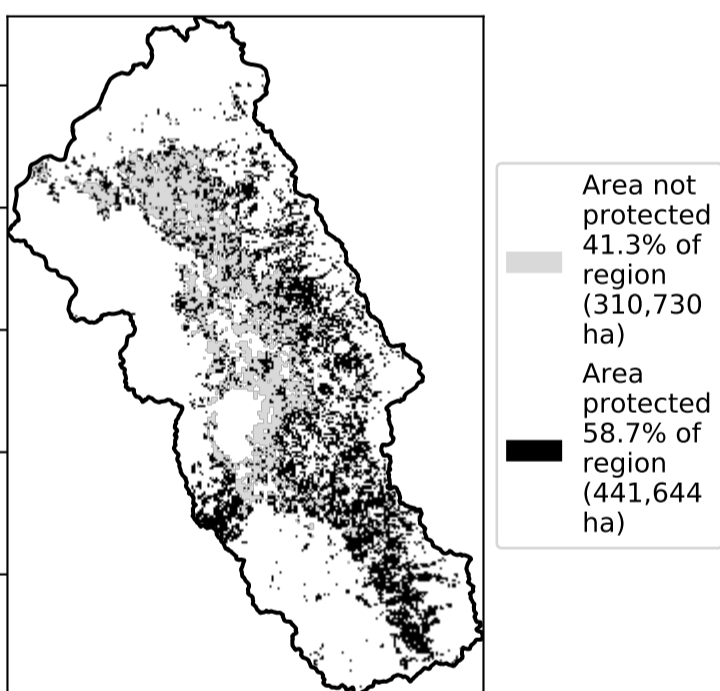 Area not
protected
41.3% of
region
(310,730
ha)
Area
protected
58.7% of
region
(441,644
ha)